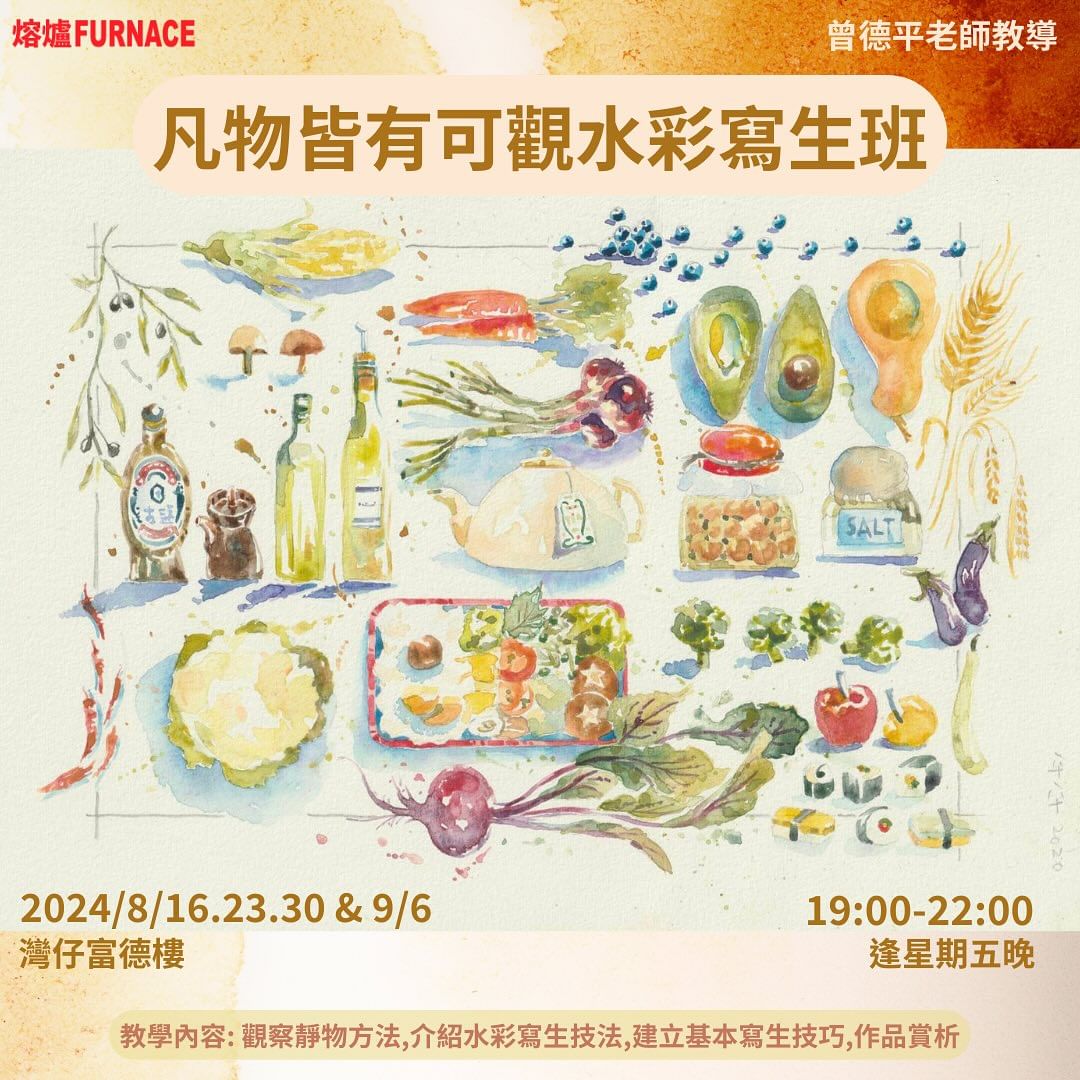 熔爐FURNACE
曾德平老師教導
凡物皆有可觀水彩寫生班
SALT
2024/8/16.23.30 & 9/6
19:00-22:00
灣仔富德樓
逢星期五晚
教學內容: 觀察靜物方法,介紹水彩寫生技法,建立基本寫生技巧,作品賞析